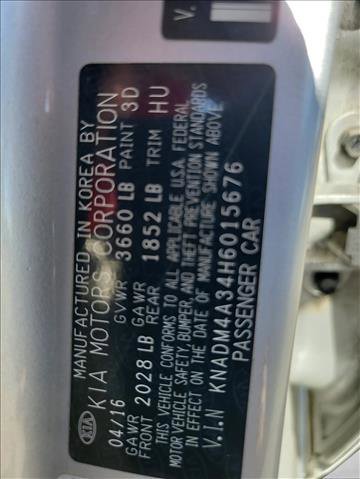 MANUFACTURED IN KOREA BY
KIA KIA MOTORS CORPORATION
04/16 GVWR 3660 LB PAINT 3D
GAWR FRONT 2028 LB GAWR REAR 1852 LB TRIM HU
THIS VEHICLE CONFORMS TO ALL APPLICABLE U.S.A. FEDERAL
MOTOR VEHICLE SAFETY, BUMPER, AND THEFT PREVENTION STANDARDS
IN EFFECT ON THE DATE OF MANUFACTURE SHOWN ABOVE.
V.I.N KNADM4A34H6015676
PASSENGER CAR
V.